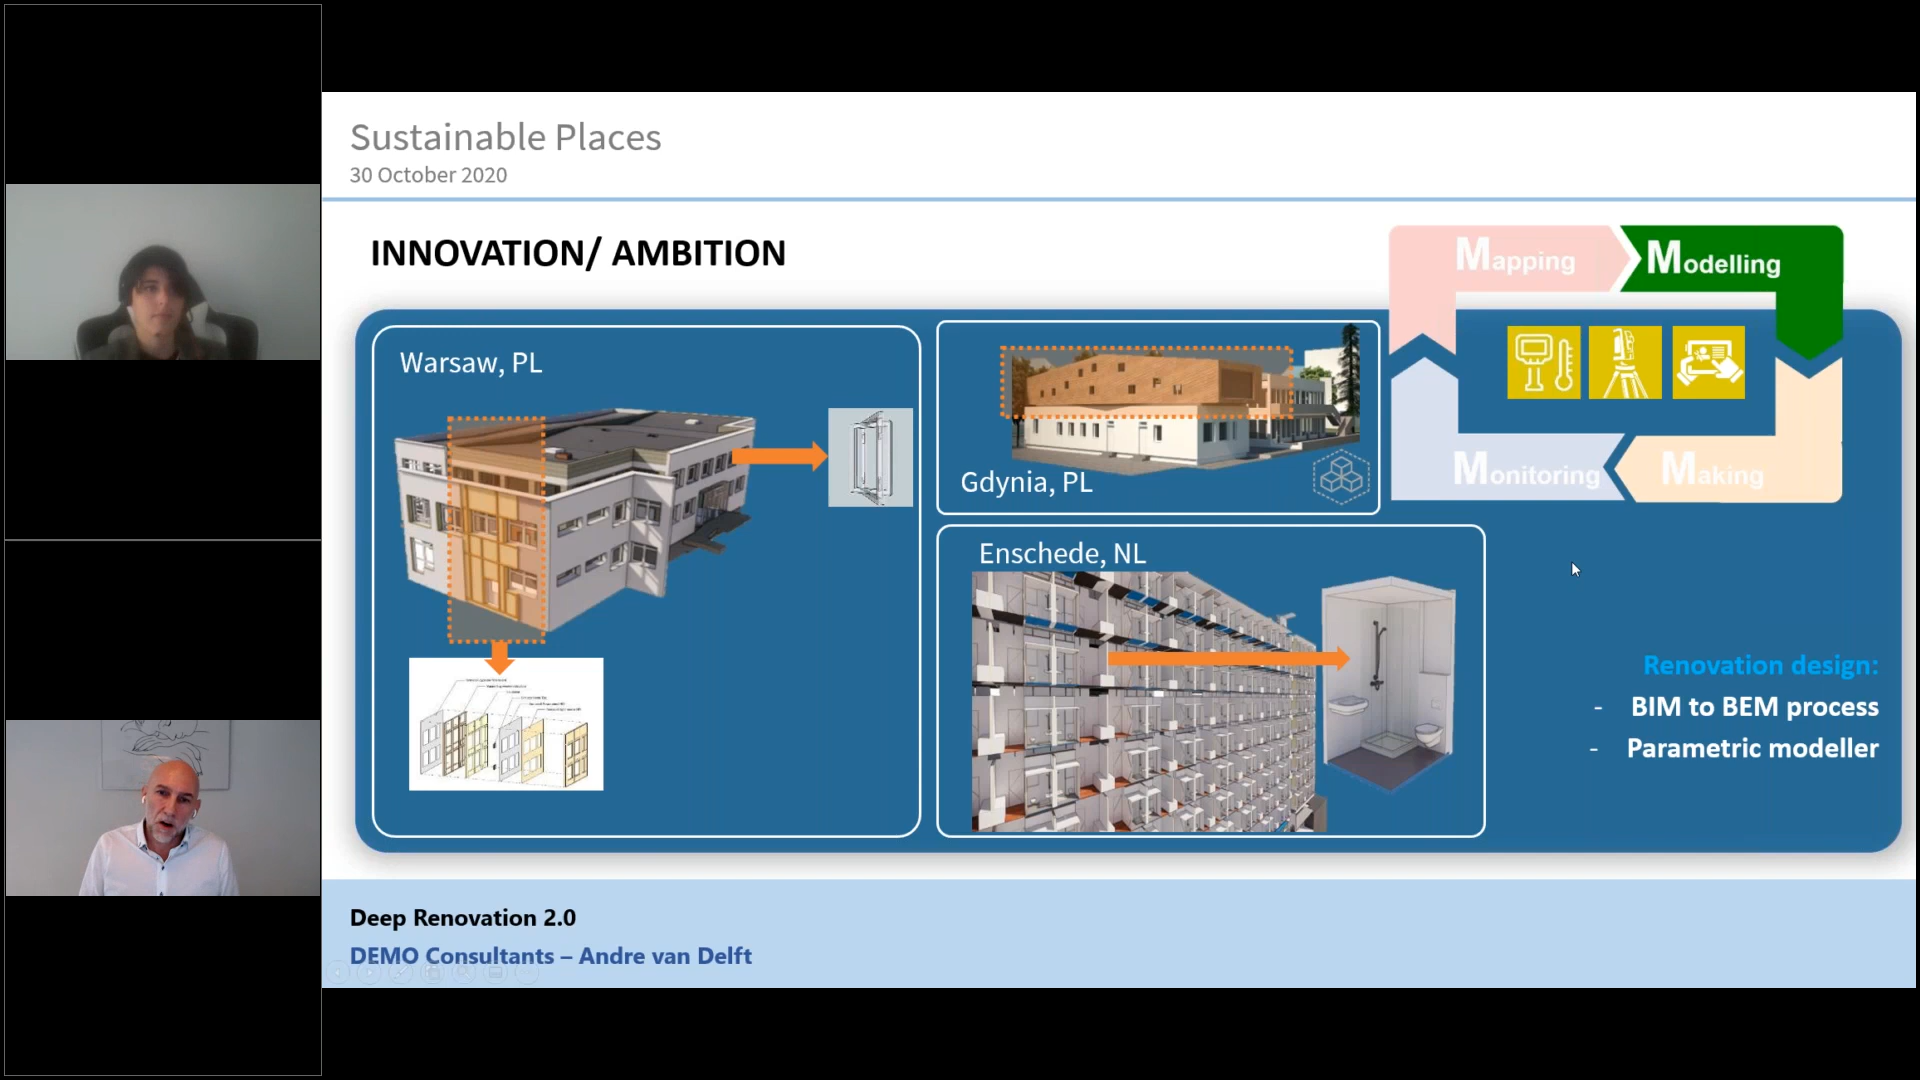 Sustainable Places
30 October 2020
INNOVATION/ AMBITION
Mapping
Modelling
Monitoring
Making
Warsaw, PL
Gdynia, PL
Enschede, NL
Renovation design:
- BIM to BEM process
- Parametric modeller
Deep Renovation 2.0
DEMO Consultants – Andre van Delft